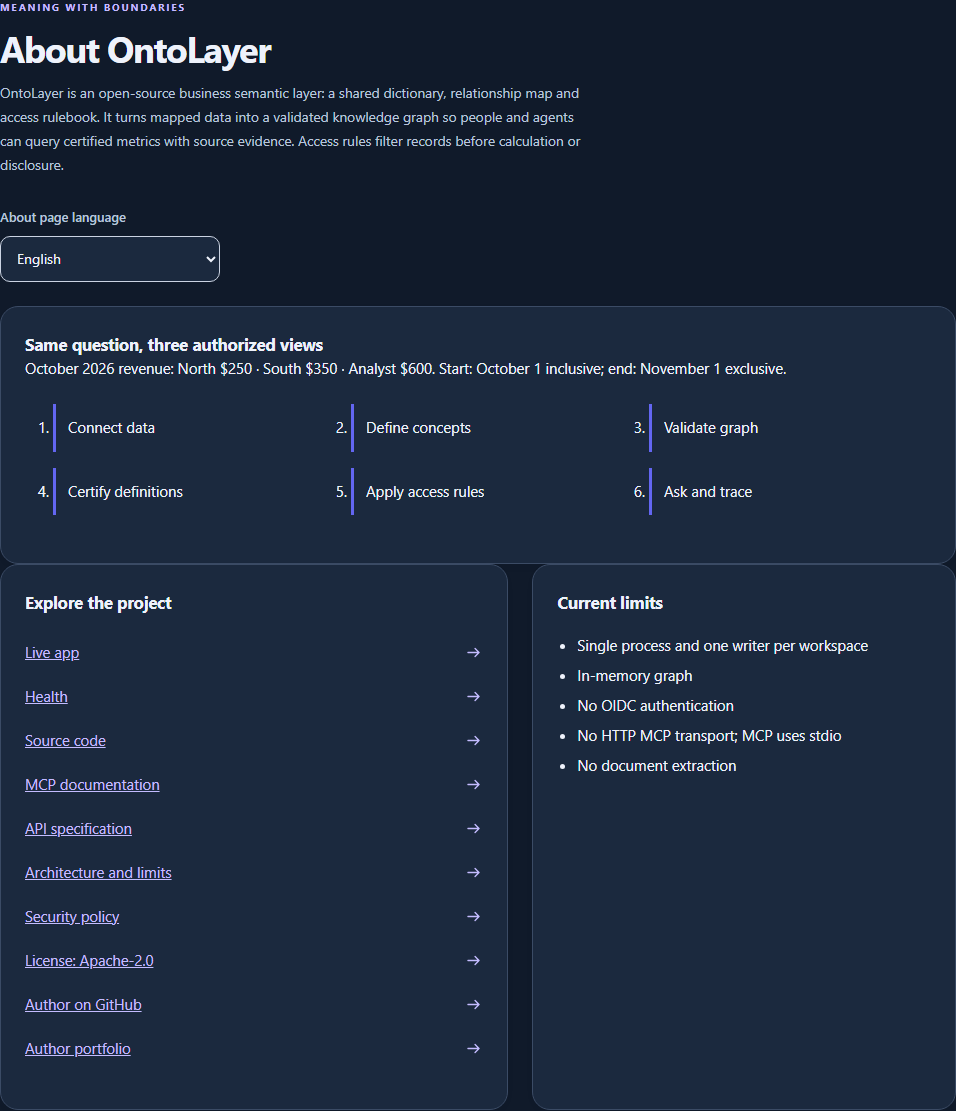 MEANING WITH BOUNDARIES
About OntoLayer
OntoLayer is an open-source business semantic layer: a shared dictionary, relationship map and
access rulebook. It turns mapped data into a validated knowledge graph so people and agents
can query certified metrics with source evidence. Access rules filter records before calculation or
disclosure.
About page language
English
Same question, three authorized views
October 2026 revenue: North $250 · South $350 · Analyst $600. Start: October 1 inclusive; end: November 1 exclusive.
1. Connect data
2. Define concepts
3. Validate graph
4. Certify definitions
5. Apply access rules
6. Ask and trace
Explore the project
Live app →
Health →
Source code →
MCP documentation →
API specification →
Architecture and limits →
Security policy →
License: Apache-2.0 →
Author on GitHub →
Author portfolio →
Current limits
• Single process and one writer per workspace
• In-memory graph
• No OIDC authentication
• No HTTP MCP transport; MCP uses stdio
• No document extraction